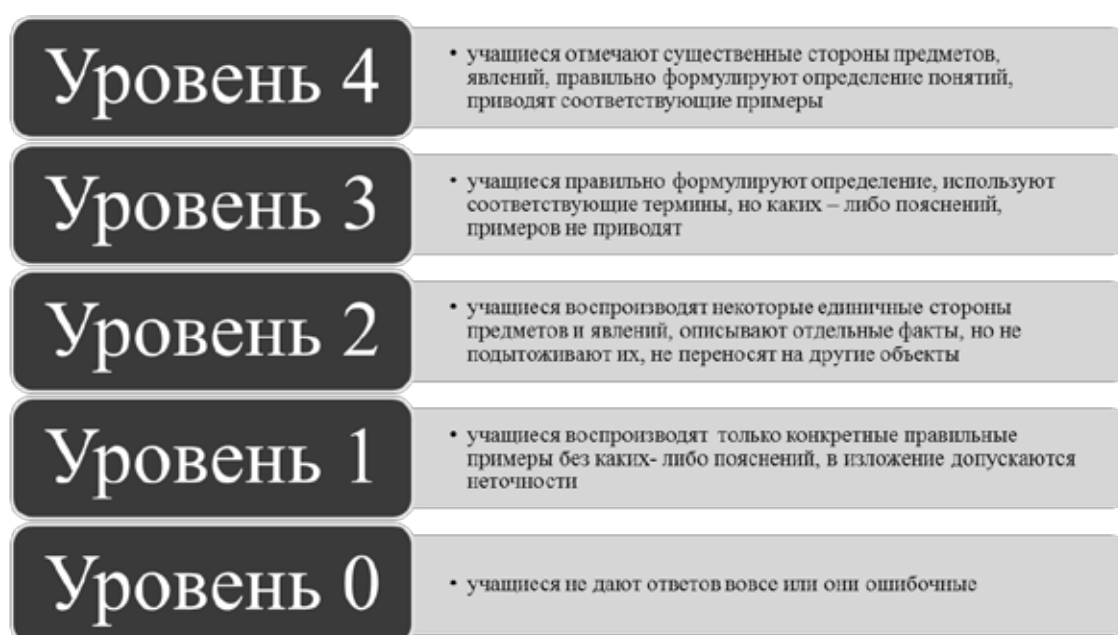 Уровень 4
• учащиеся отмечают существенные стороны предметов,
явлений, правильно формулируют определение понятий,
приводят соответствующие примеры
Уровень 3
• учащиеся правильно формулируют определение, используют
соответствующие термины, но каких – либо пояснений,
примеров не приводят
Уровень 2
• учащиеся воспроизводят некоторые единичные стороны
предметов и явлений, описывают отдельные факты, но не
подытоживают их, не переносят на другие объекты
Уровень 1
• учащиеся воспроизводят только конкретные правильные
примеры без каких- либо пояснений, в изложение допускаются
неточности
Уровень 0
• учащиеся не дают ответов вовсе или они ошибочные